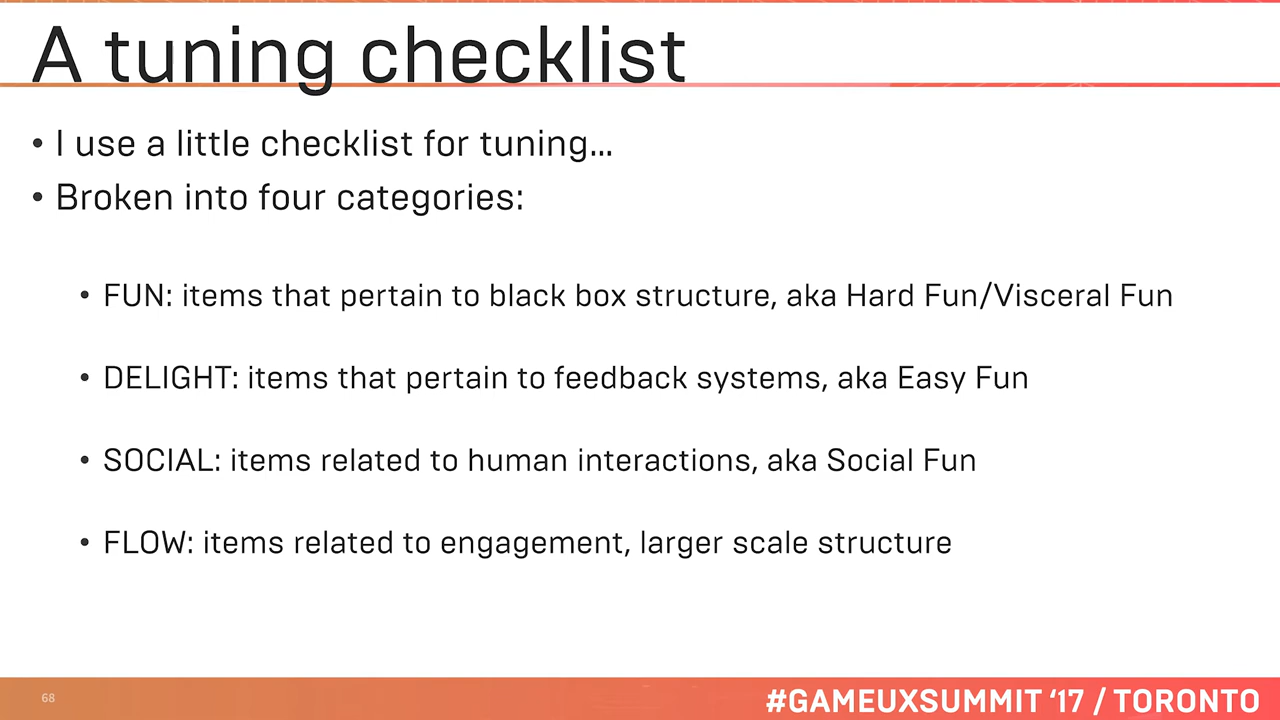 A tuning checklist
• I use a little checklist for tuning...
• Broken into four categories:
• FUN: items that pertain to black box structure, aka Hard Fun/Visceral Fun
• DELIGHT: items that pertain to feedback systems, aka Easy Fun
• SOCIAL: items related to human interactions, aka Social Fun
• FLOW: items related to engagement, larger scale structure
68
#GAMEUXSUMMIT ‘17 / TORONTO